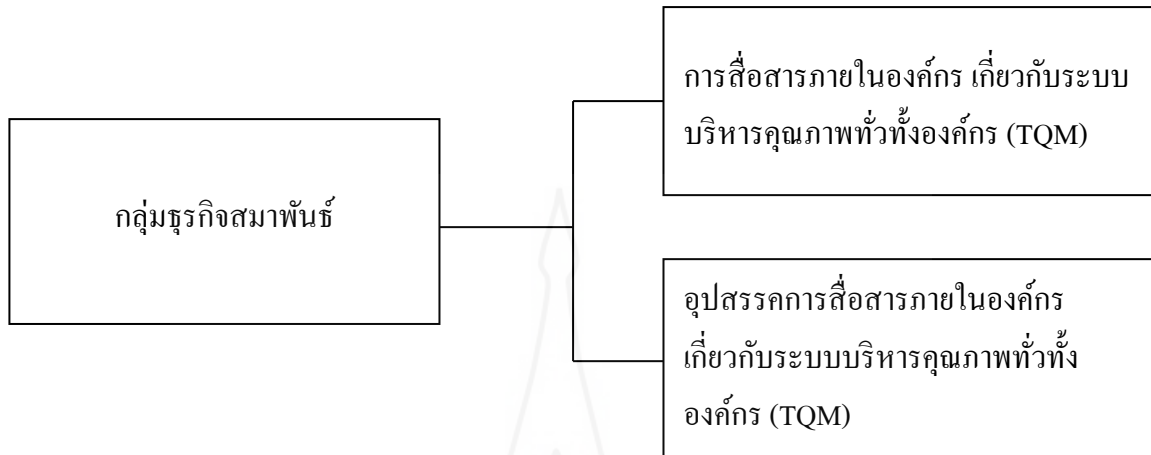 การสื่อสารภายในองค์กร เกี่ยวกับระบบ
บริหารคุณภาพทั่วทั้งองค์กร (TQM)
กลุ่มธุรกิจสมาพันธ์
อุปสรรคการสื่อสารภายในองค์กร
เกี่ยวกับระบบบริหารคุณภาพทั่วทั้ง
องค์กร (TQM)